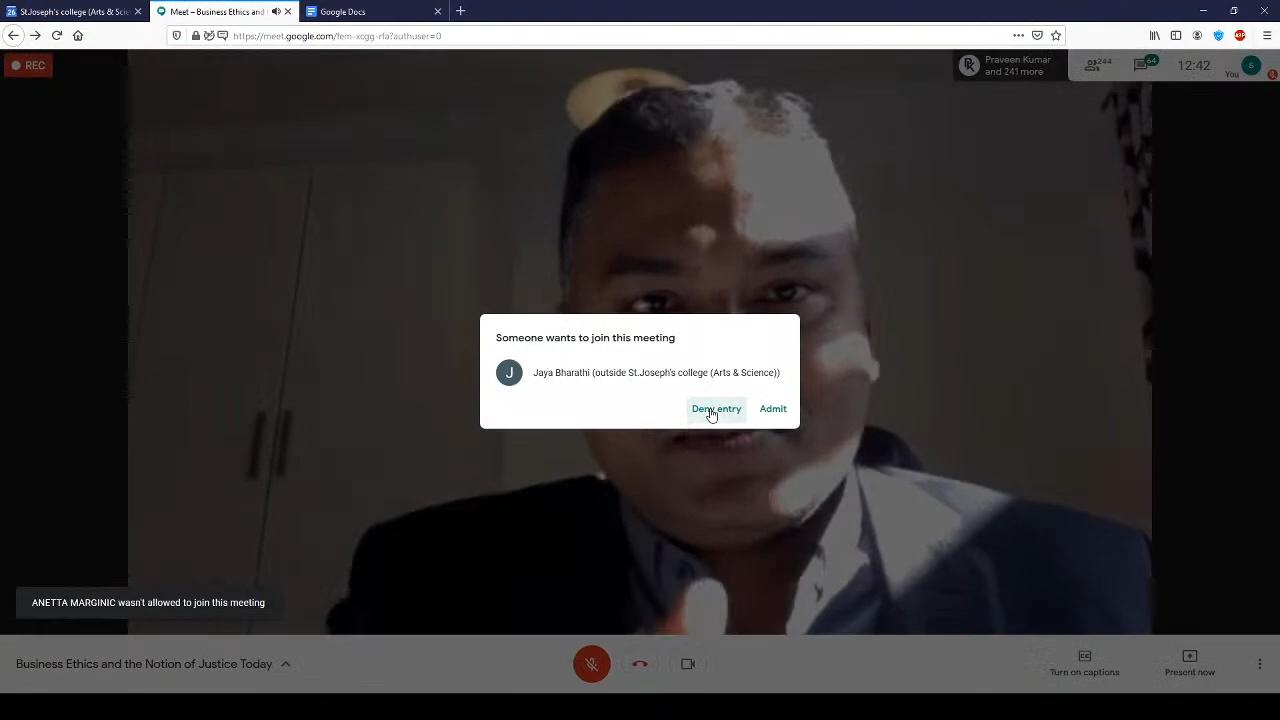 26 St.Joseph's college (Arts & Scie
Meet – Business Ethics and
Google Docs
https://meet.google.com/fem-xcgg-rfa?authuser=0
ABP
REC
Praveen Kumar
and 241 more
244
64
12:42
You
S
Someone wants to join this meeting
J
Jaya Bharathi (outside St.Joseph's college (Arts & Science))
Deny entry
Admit
ANETTA MARGINIC wasn't allowed to join this meeting
Business Ethics and the Notion of Justice Today
Turn on captions
Present now